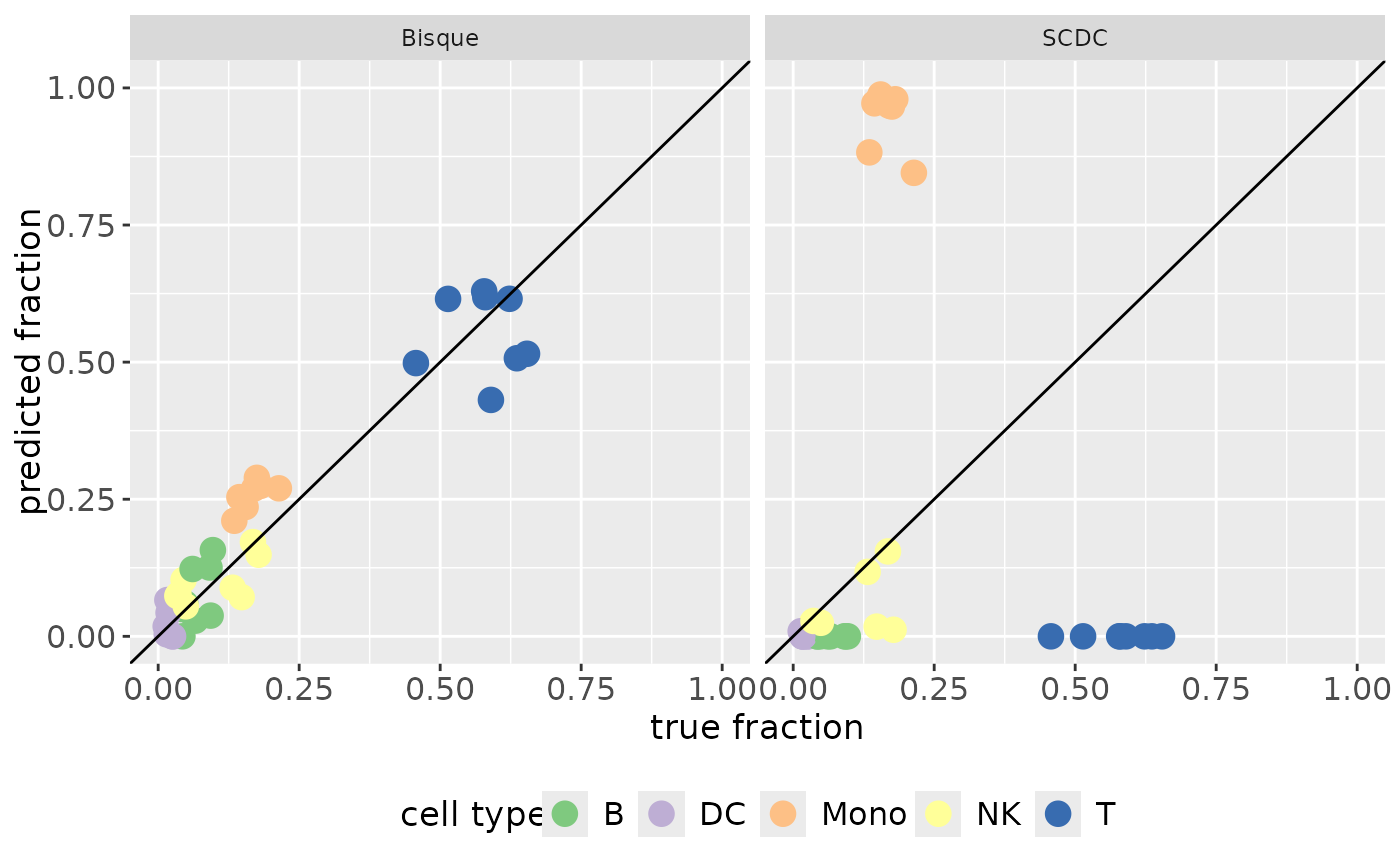 Bisque SCDC
1.00
0.75
0.50
0.25
0.00
predicted fraction
0.00 0.25 0.50 0.75 1.00 0.00 0.25 0.50 0.75 1.00
true fraction
cell type B DC Mono NK T